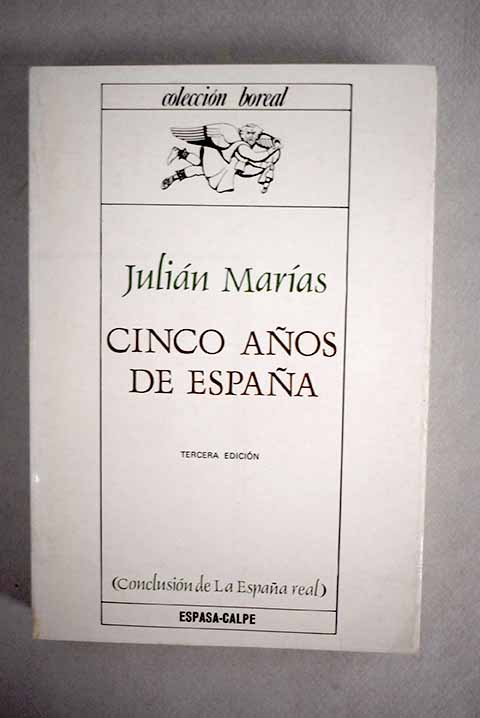 colección boreal
Julián Marías
CINCO AÑOS
DE ESPAÑA
TERCERA EDICIÓN
(Conclusión de La España real)
ESPASA-CALPE